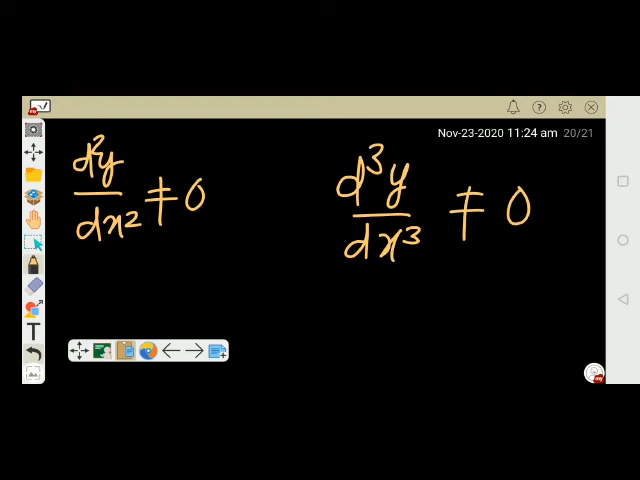 Nov-23-2020 11:24 am 20/21
d²y/dx² ≠ 0
d³y/dx³ ≠ 0
T